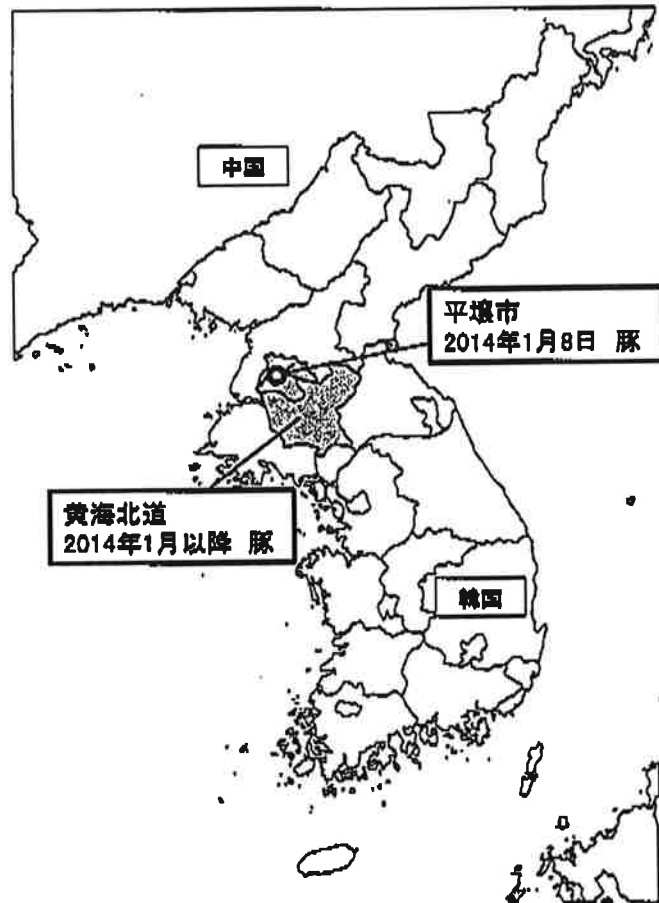 中国
平壌市
2014年1月8日 豚
黄海北道
2014年1月以降 豚
韓国